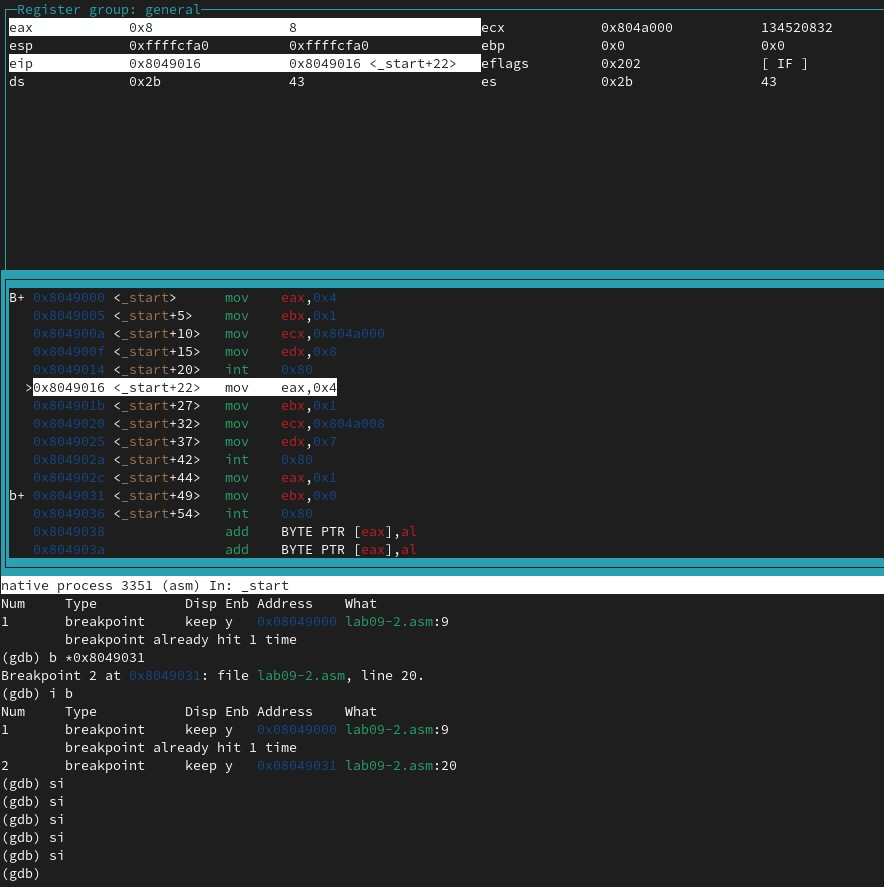 Register group: general
eax 0x8 8 ecx 0x804a000 134520832
esp 0xffffcfa0 0xffffcfa0 ebp 0x0 0x0
eip 0x8049016 0x8049016 <_start+22> eflags 0x202 [ IF ]
ds 0x2b 43 es 0x2b 43
B+ 0x8049000 <_start> mov eax,0x4
0x8049005 <_start+5> mov ebx,0x1
0x804900a <_start+10> mov ecx,0x804a000
0x804900f <_start+15> mov edx,0x8
0x8049014 <_start+20> int 0x80
>0x8049016 <_start+22> mov eax,0x4
0x804901b <_start+27> mov ebx,0x1
0x8049020 <_start+32> mov ecx,0x804a008
0x8049025 <_start+37> mov edx,0x7
0x804902a <_start+42> int 0x80
0x804902c <_start+44> mov eax,0x1
b+ 0x8049031 <_start+49> mov ebx,0x0
0x8049036 <_start+54> int 0x80
0x8049038 add BYTE PTR [eax],al
0x804903a add BYTE PTR [eax],al
native process 3351 (asm) In: _start
Num Type Disp Enb Address What
1 breakpoint keep y 0x08049000 lab09-2.asm:9
breakpoint already hit 1 time
(gdb) b *0x8049031
Breakpoint 2 at 0x8049031: file lab09-2.asm, line 20.
(gdb) i b
Num Type Disp Enb Address What
1 breakpoint keep y 0x08049000 lab09-2.asm:9
breakpoint already hit 1 time
2 breakpoint keep y 0x08049031 lab09-2.asm:20
(gdb) si
(gdb) si
(gdb) si
(gdb) si
(gdb) si
(gdb)